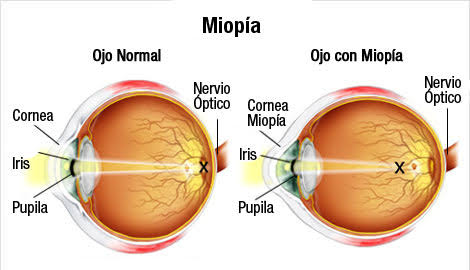 Miopía
Ojo Normal
Nervio
Óptico
Cornea
Iris
Pupila
X
Ojo con Miopía
Nervio
Óptico
Cornea
Miopía
Iris
Pupila
X